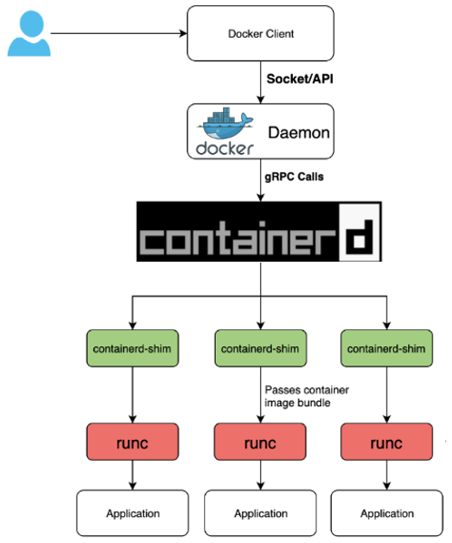 Docker Client
Socket/API
docker
Daemon
gRPC Calls
containerd
containerd-shim
containerd-shim
containerd-shim
Passes container
image bundle
runc
runc
runc
Application
Application
Application